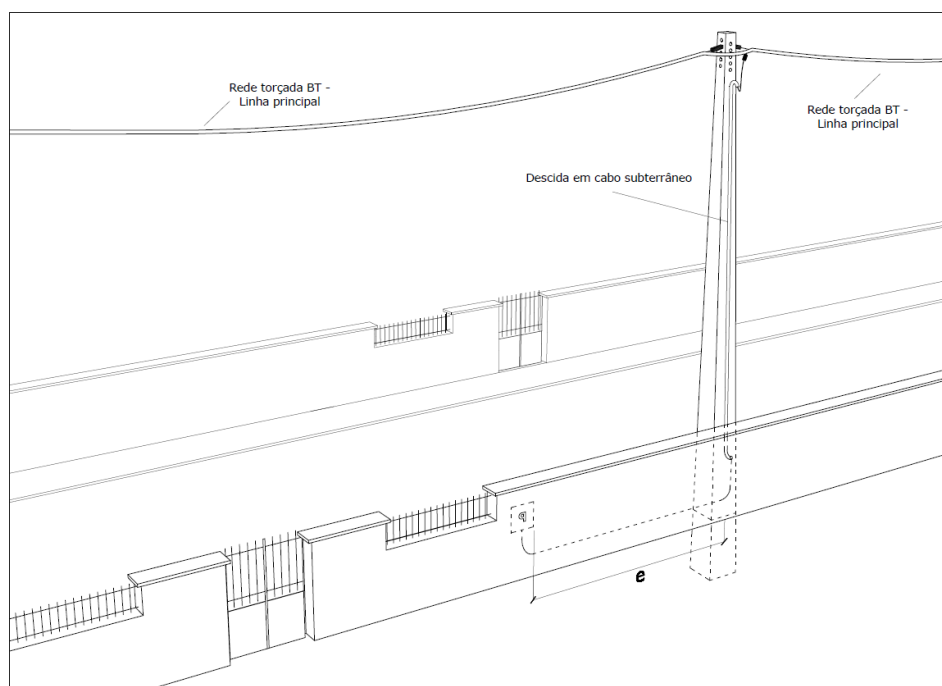 Rede torçada BT -
Linha principal
Rede torçada BT -
Linha principal
Descida em cabo subterrâneo
e